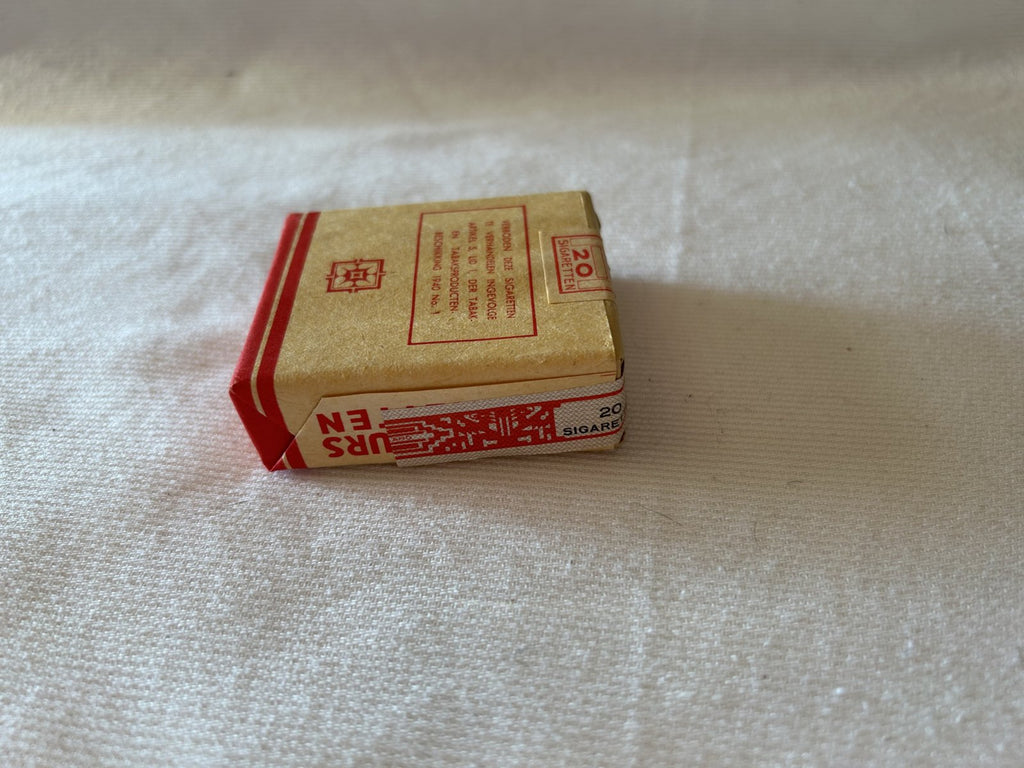 VERBODEN DEZE SIGARETTEN
TE VERHANDELEN INGEVOLGE
ARTIKEL 5, LID 1, DER TABAK-
EN TABAKSPRODUCTEN-
BESCHIKKING 1940 No. 1
20
SIGARETTEN
URS
EN
20
SIGARE